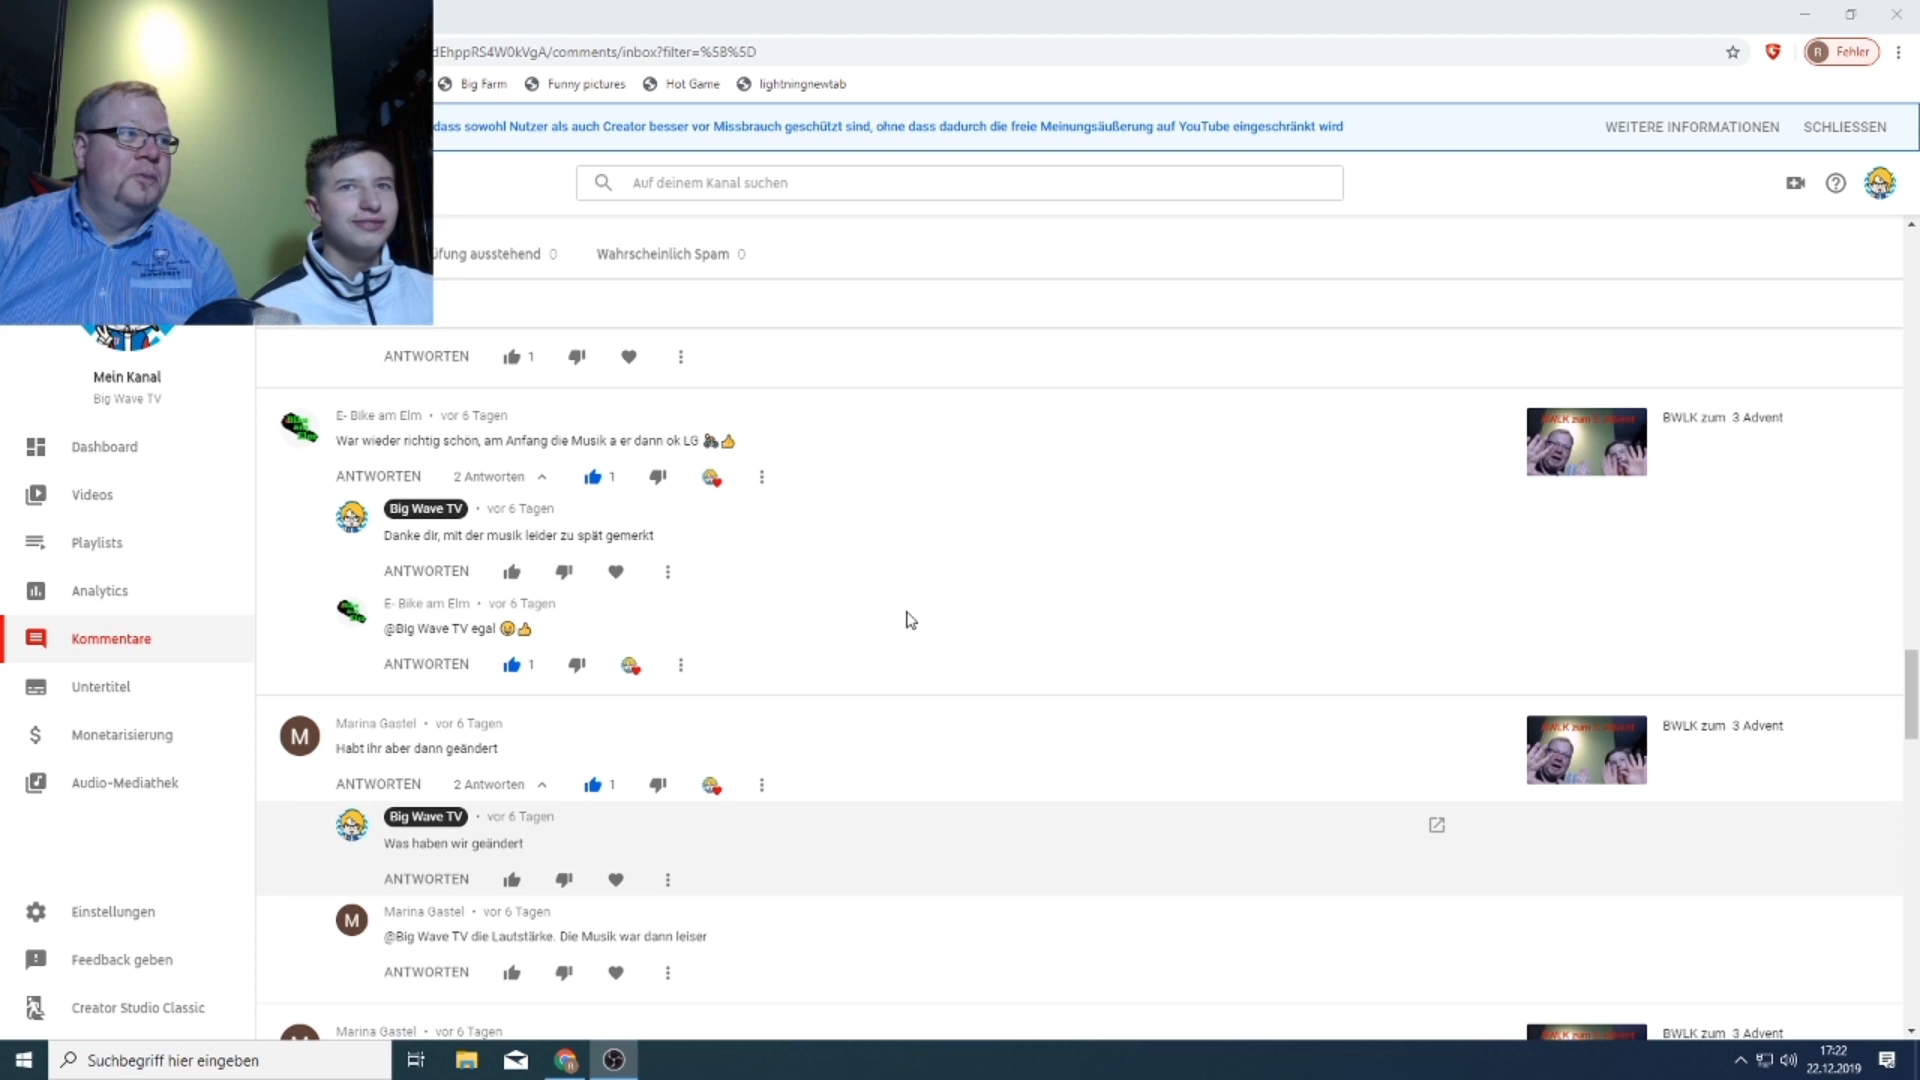 dEhppRS4W0kVgA/comments/inbox?filter=%5B%5D
R Fehler
Big Farm Funny pictures Hot Game lightningnewtab
dass sowohl Nutzer als auch Creator besser vor Missbrauch geschützt sind, ohne dass dadurch die freie Meinungsäußerung auf YouTube eingeschränkt wird WEITERE INFORMATIONEN SCHLIESSEN
Auf deinem Kanal suchen
üfung ausstehend 0 Wahrscheinlich Spam 0
Mein Kanal
Big Wave TV
Dashboard
Videos
Playlists
Analytics
Kommentare
Untertitel
Monetarisierung
Audio-Mediathek
Einstellungen
Feedback geben
Creator Studio Classic
ANTWORTEN 1
E- Bike am Elm • vor 6 Tagen
War wieder richtig schön, am Anfang die Musik a er dann ok LG 🏍👍
ANTWORTEN 2 Antworten 1
BWLK zum 3 Advent
Big Wave TV • vor 6 Tagen
Danke dir, mit der musik leider zu spät gemerkt
ANTWORTEN
E- Bike am Elm • vor 6 Tagen
@Big Wave TV egal 😉👍
ANTWORTEN 1
M
Marina Gastel • vor 6 Tagen
Habt ihr aber dann geändert
ANTWORTEN 2 Antworten 1
BWLK zum 3 Advent
Big Wave TV • vor 6 Tagen
Was haben wir geändert
ANTWORTEN
M
Marina Gastel • vor 6 Tagen
@Big Wave TV die Lautstärke. Die Musik war dann leiser
ANTWORTEN
Marina Gastel • vor 6 Tagen
BWLK zum 3 Advent
Suchbegriff hier eingeben
17:22
22.12.2019